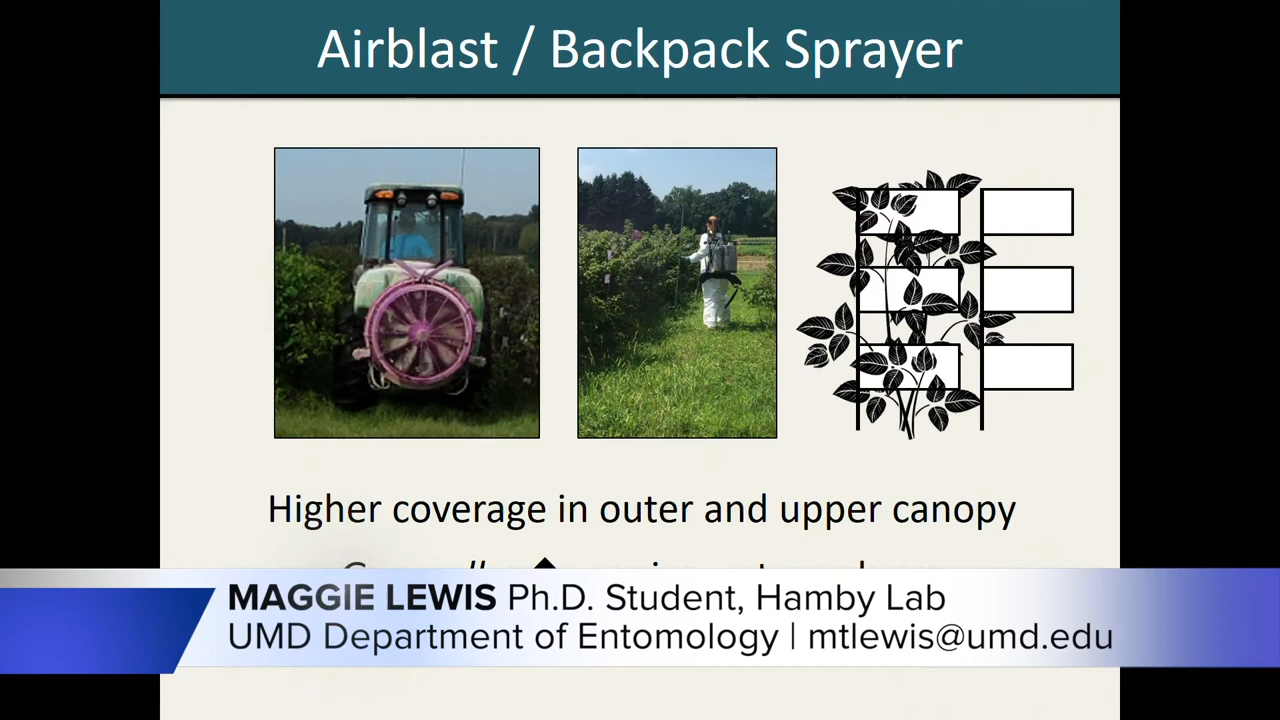 Airblast / Backpack Sprayer
Higher coverage in outer and upper canopy
MAGGIE LEWIS Ph.D. Student, Hamby Lab
UMD Department of Entomology | mtlewis@umd.edu